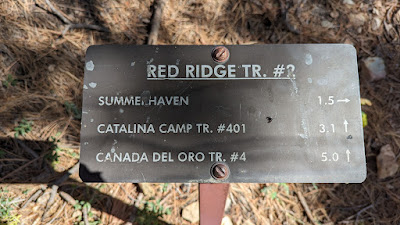 RED RIDGE TR. #2
SUMMERHAVEN 1.5 →
CATALINA CAMP TR. #401 3.1 ↑
CANADA DEL ORO TR. #4 5.0 ↑